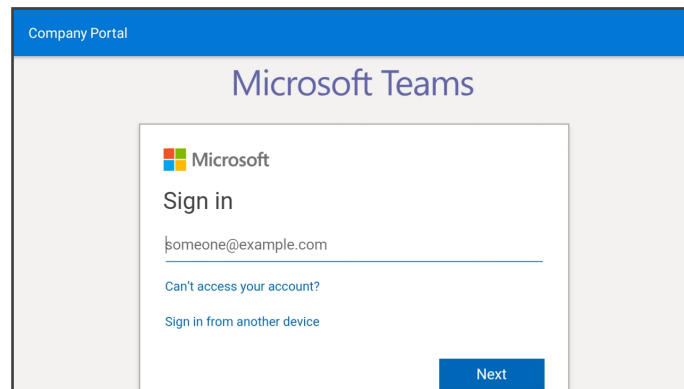 Company Portal
Microsoft Teams
Microsoft
Sign in
someone@example.com
Can't access your account?
Sign in from another device
Next